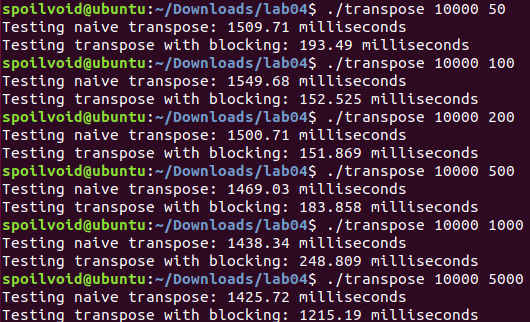 spoilvoid@ubuntu:~/Downloads/lab04$ ./transpose 10000 50
Testing naive transpose: 1509.71 milliseconds
Testing transpose with blocking: 193.49 milliseconds
spoilvoid@ubuntu:~/Downloads/lab04$ ./transpose 10000 100
Testing naive transpose: 1549.68 milliseconds
Testing transpose with blocking: 152.525 milliseconds
spoilvoid@ubuntu:~/Downloads/lab04$ ./transpose 10000 200
Testing naive transpose: 1500.71 milliseconds
Testing transpose with blocking: 151.869 milliseconds
spoilvoid@ubuntu:~/Downloads/lab04$ ./transpose 10000 500
Testing naive transpose: 1469.03 milliseconds
Testing transpose with blocking: 183.858 milliseconds
spoilvoid@ubuntu:~/Downloads/lab04$ ./transpose 10000 1000
Testing naive transpose: 1438.34 milliseconds
Testing transpose with blocking: 248.809 milliseconds
spoilvoid@ubuntu:~/Downloads/lab04$ ./transpose 10000 5000
Testing naive transpose: 1425.72 milliseconds
Testing transpose with blocking: 1215.19 milliseconds